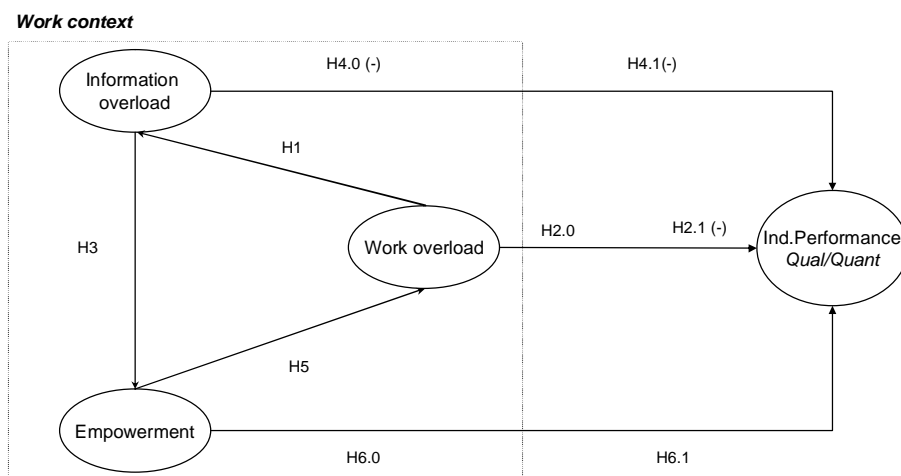 Work context
H4.0 (-)
H4.1(-)
Information
overload
H1
H3
Work overload
H2.0
H2.1 (-)
Ind.Performance
Qual/Quant
H5
Empowerment
H6.0
H6.1